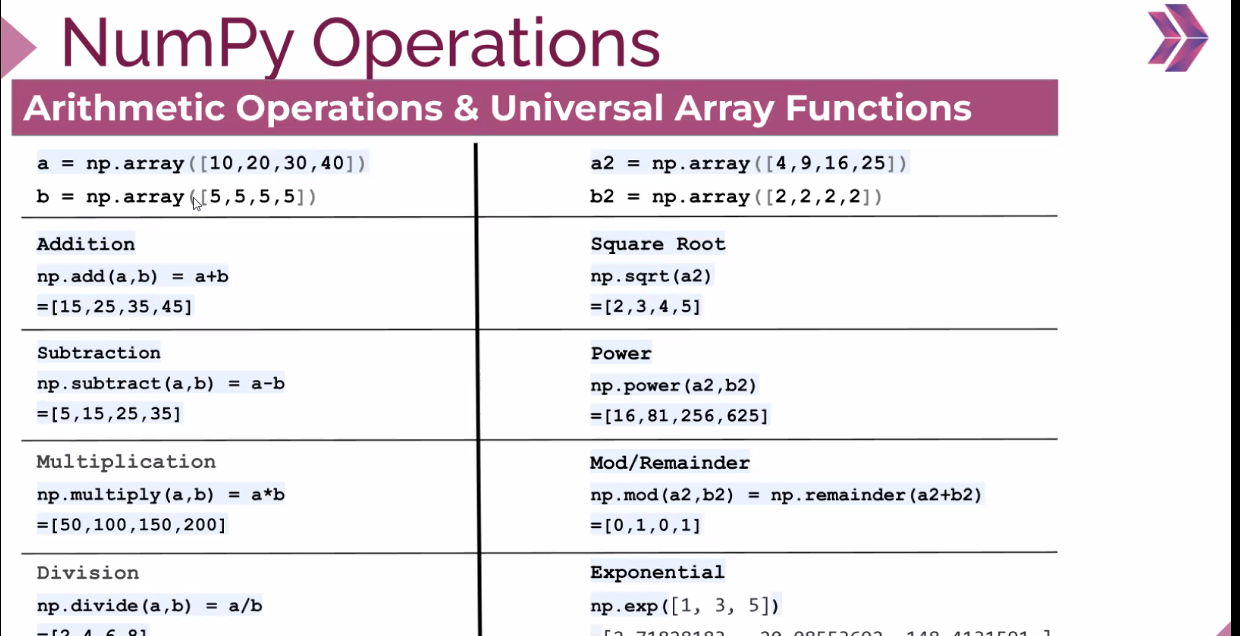 NumPy Operations
Arithmetic Operations & Universal Array Functions
a = np.array([10,20,30,40])
b = np.array([5,5,5,5])
Addition
np.add(a,b) = a+b
=[15,25,35,45]
Subtraction
np.subtract(a,b) = a-b
=[5,15,25,35]
Multiplication
np.multiply(a,b) = a*b
=[50,100,150,200]
Division
np.divide(a,b) = a/b
=[2,4,6,8]
a2 = np.array([4,9,16,25])
b2 = np.array([2,2,2,2])
Square Root
np.sqrt(a2)
=[2,3,4,5]
Power
np.power(a2,b2)
=[16,81,256,625]
Mod/Remainder
np.mod(a2,b2) = np.remainder(a2+b2)
=[0,1,0,1]
Exponential
np.exp([1, 3, 5])